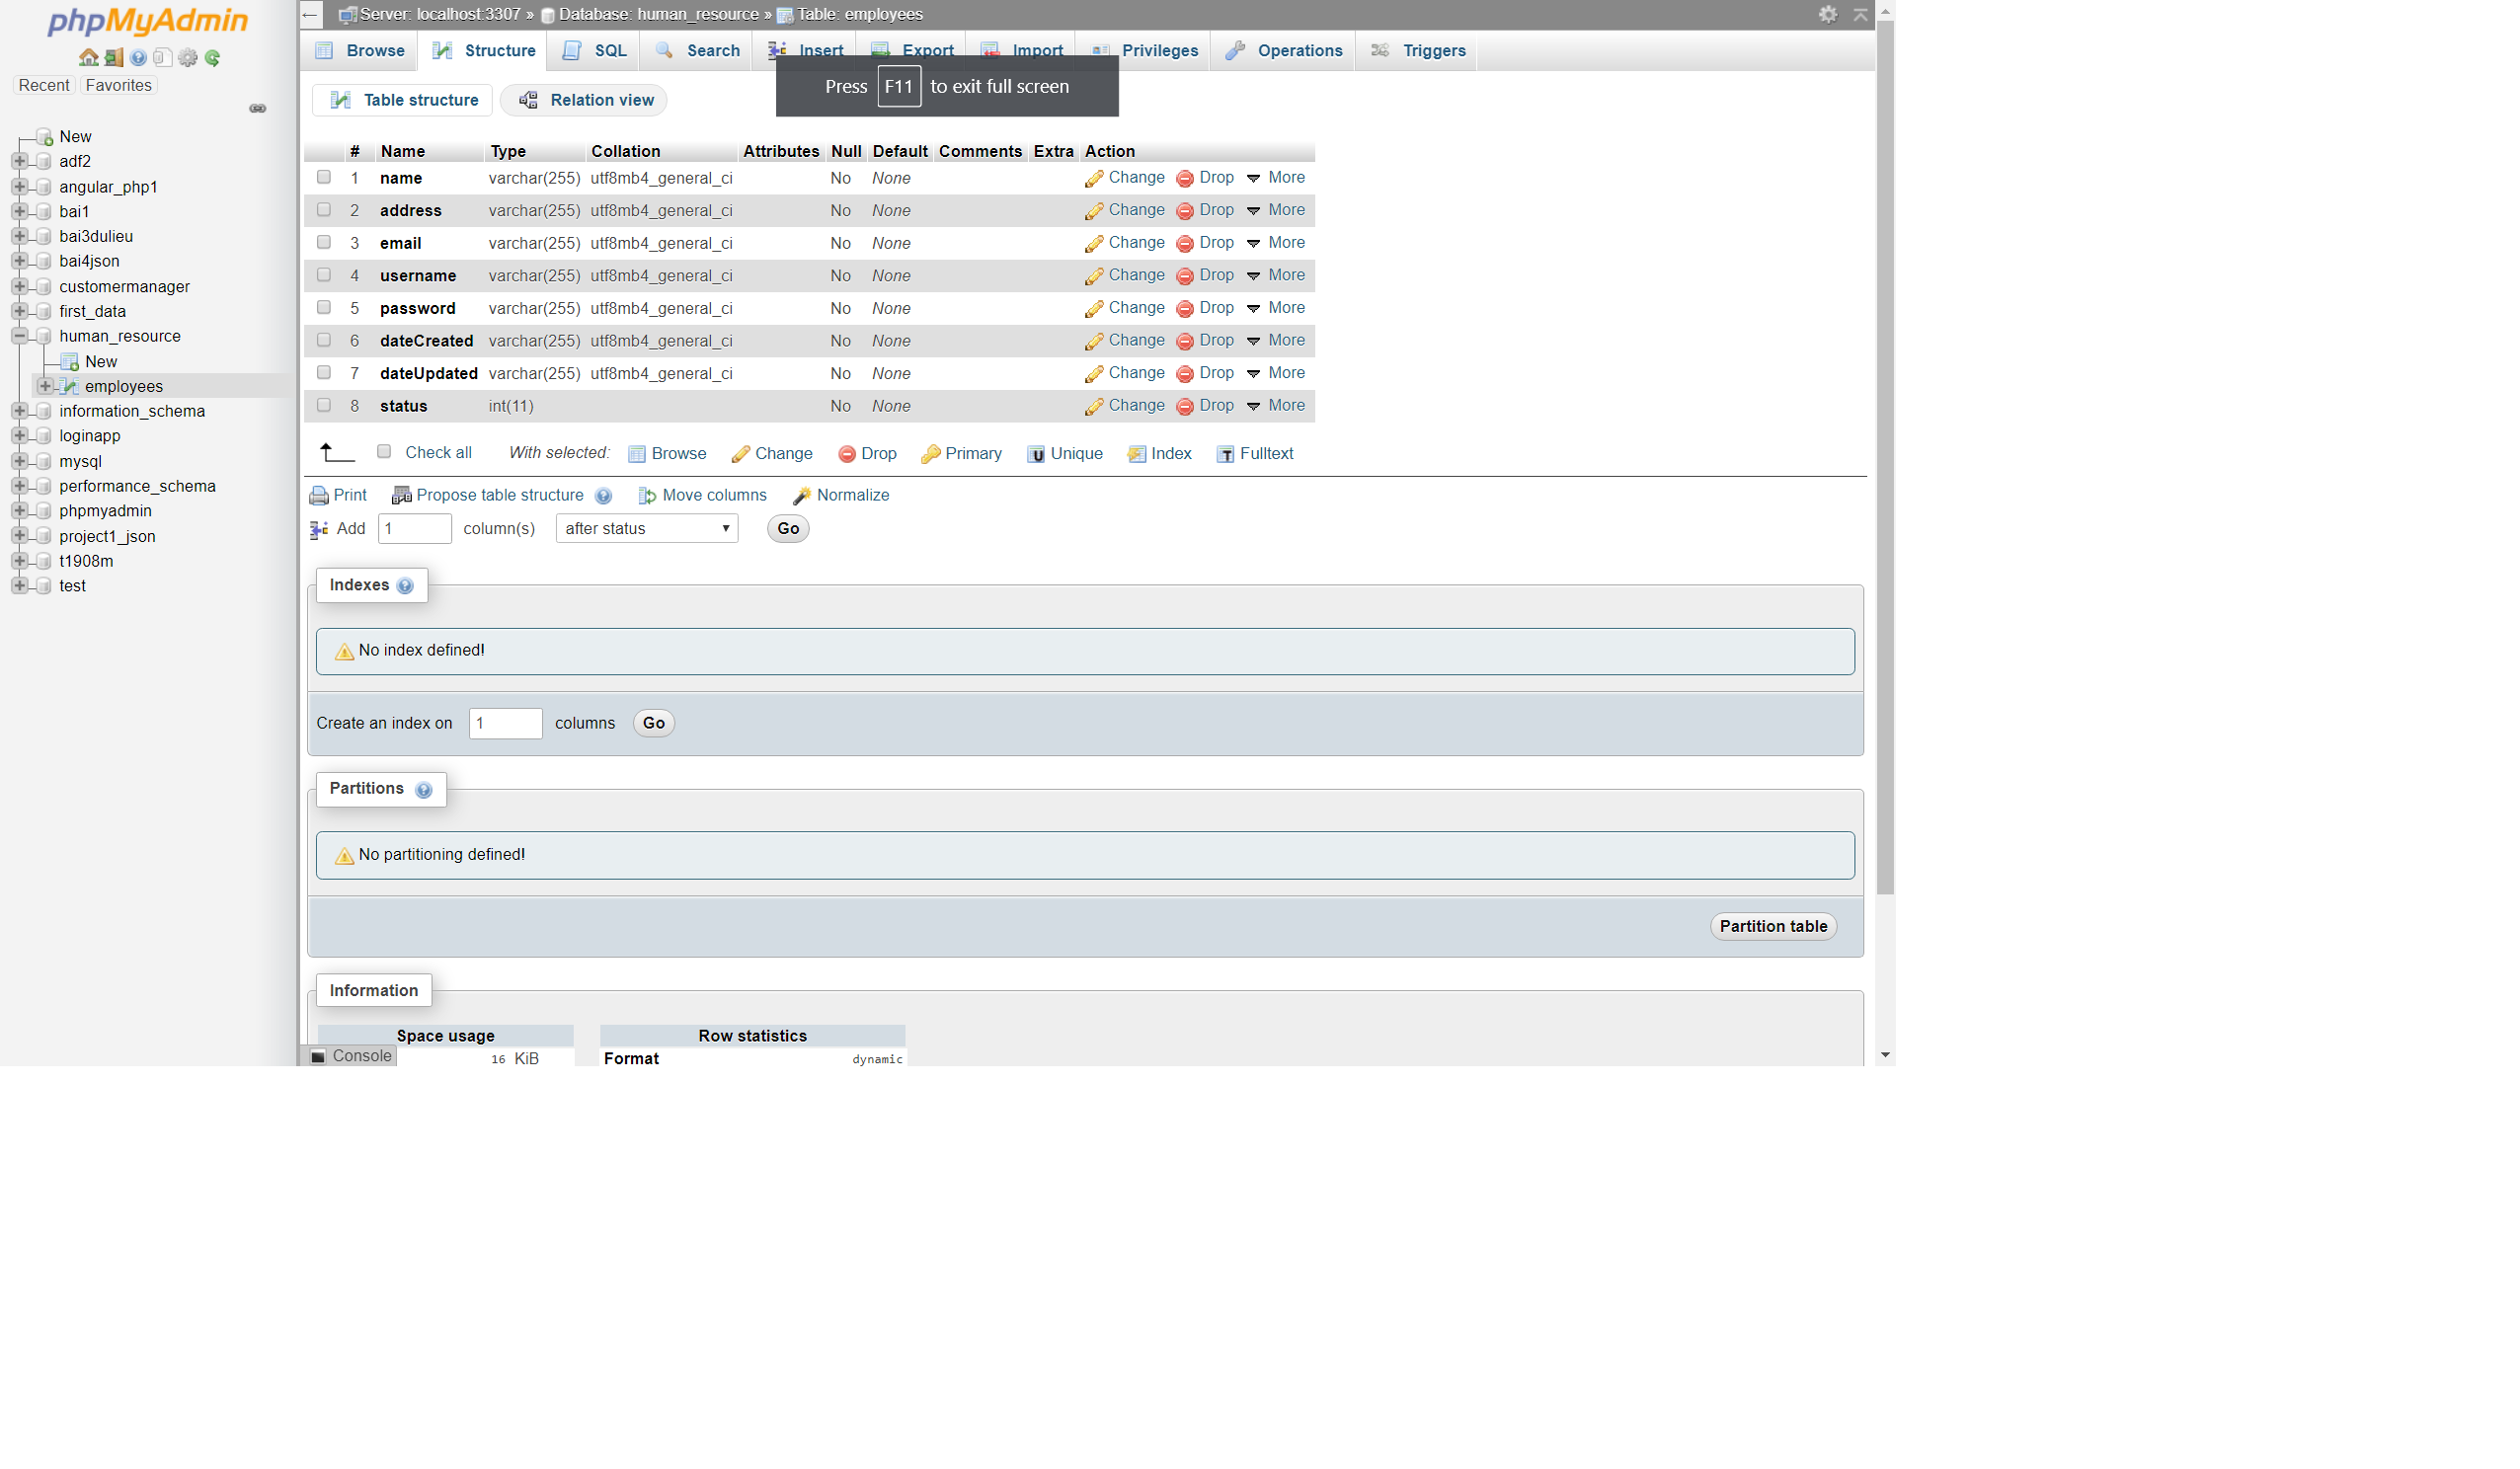 phpMyAdmin
Recent Favorites
New
adf2
angular_php1
bai1
bai3dulieu
bai4json
customermanager
first_data
human_resource
New
employees
information_schema
loginapp
mysql
performance_schema
phpmyadmin
project1_json
t1908m
test
← Server: localhost:3307 » Database: human_resource » Table: employees
Browse Structure SQL Search Insert Export Import Privileges Operations Triggers
Press F11 to exit full screen
Table structure Relation view
# Name Type Collation Attributes Null Default Comments Extra Action
1 name varchar(255) utf8mb4_general_ci No None Change Drop More
2 address varchar(255) utf8mb4_general_ci No None Change Drop More
3 email varchar(255) utf8mb4_general_ci No None Change Drop More
4 username varchar(255) utf8mb4_general_ci No None Change Drop More
5 password varchar(255) utf8mb4_general_ci No None Change Drop More
6 dateCreated varchar(255) utf8mb4_general_ci No None Change Drop More
7 dateUpdated varchar(255) utf8mb4_general_ci No None Change Drop More
8 status int(11) No None Change Drop More
Check all With selected: Browse Change Drop Primary Unique Index Fulltext
Print Propose table structure Move columns Normalize
Add 1 column(s) after status Go
Indexes
No index defined!
Create an index on 1 columns Go
Partitions
No partitioning defined!
Partition table
Information
Space usage Row statistics
Console 16 KiB Format dynamic